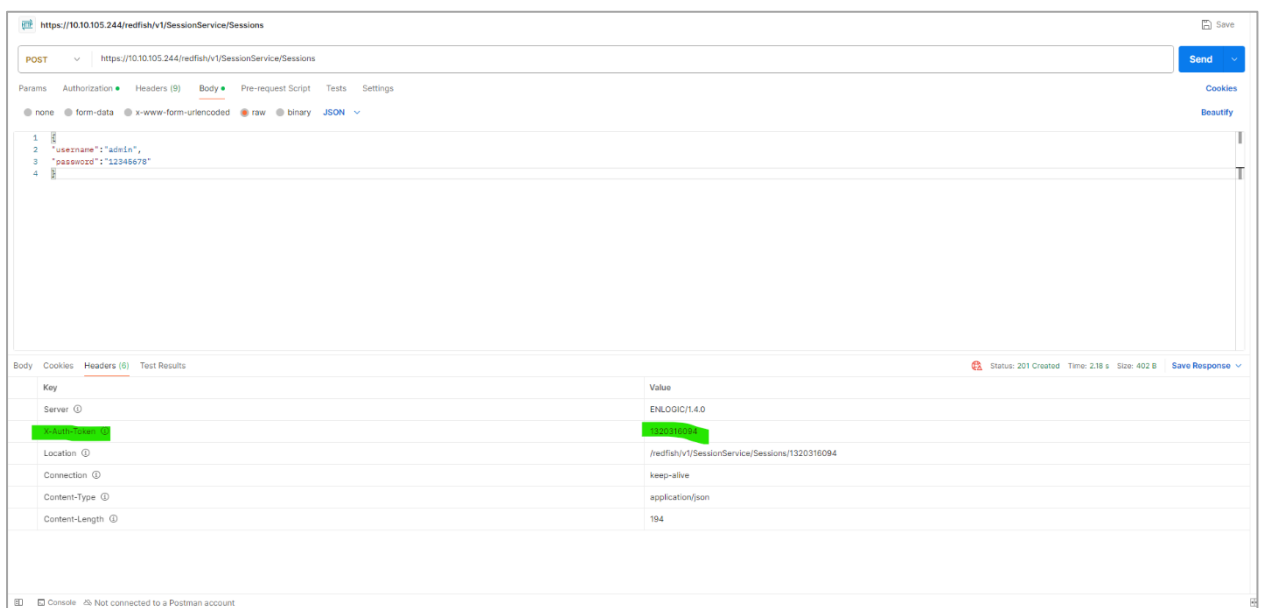 https://10.10.105.244/redfish/v1/SessionService/Sessions Save
POST https://10.10.105.244/redfish/v1/SessionService/Sessions Send
Params Authorization Headers (9) Body Pre-request Script Tests Settings Cookies
none form-data x-www-form-urlencoded raw binary JSON Beautify
1 {
2 "username":"admin",
3 "password":"12345678"
4 }
Body Cookies Headers (6) Test Results Status: 201 Created Time: 2.18 s Size: 402 B Save Response
Key Value
Server ENLOGIC/1.4.0
X-Auth-Token 1320316094
Location /redfish/v1/SessionService/Sessions/1320316094
Connection keep-alive
Content-Type application/json
Content-Length 194
Console Not connected to a Postman account